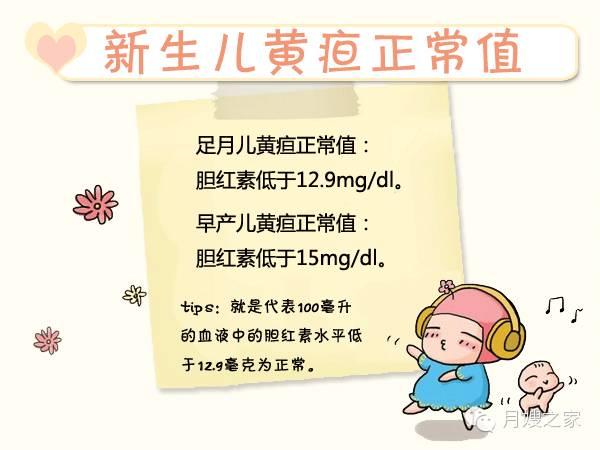 新生儿黄疸正常值
足月儿黄疸正常值：
胆红素低于12.9mg/dl。
早产儿黄疸正常值：
胆红素低于15mg/dl。
tips：就是代表100毫升
的血液中的胆红素水平低
于12.9毫克为正常。
月嫂之家